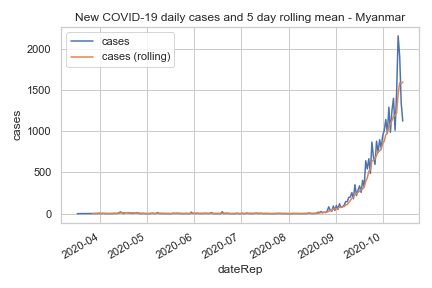 New COVID-19 daily cases and 5 day rolling mean - Myanmar
cases
cases (rolling)
2000
1500
1000
500
0
cases
2020-04
2020-05
2020-06
2020-07
2020-08
2020-09
2020-10
dateRep